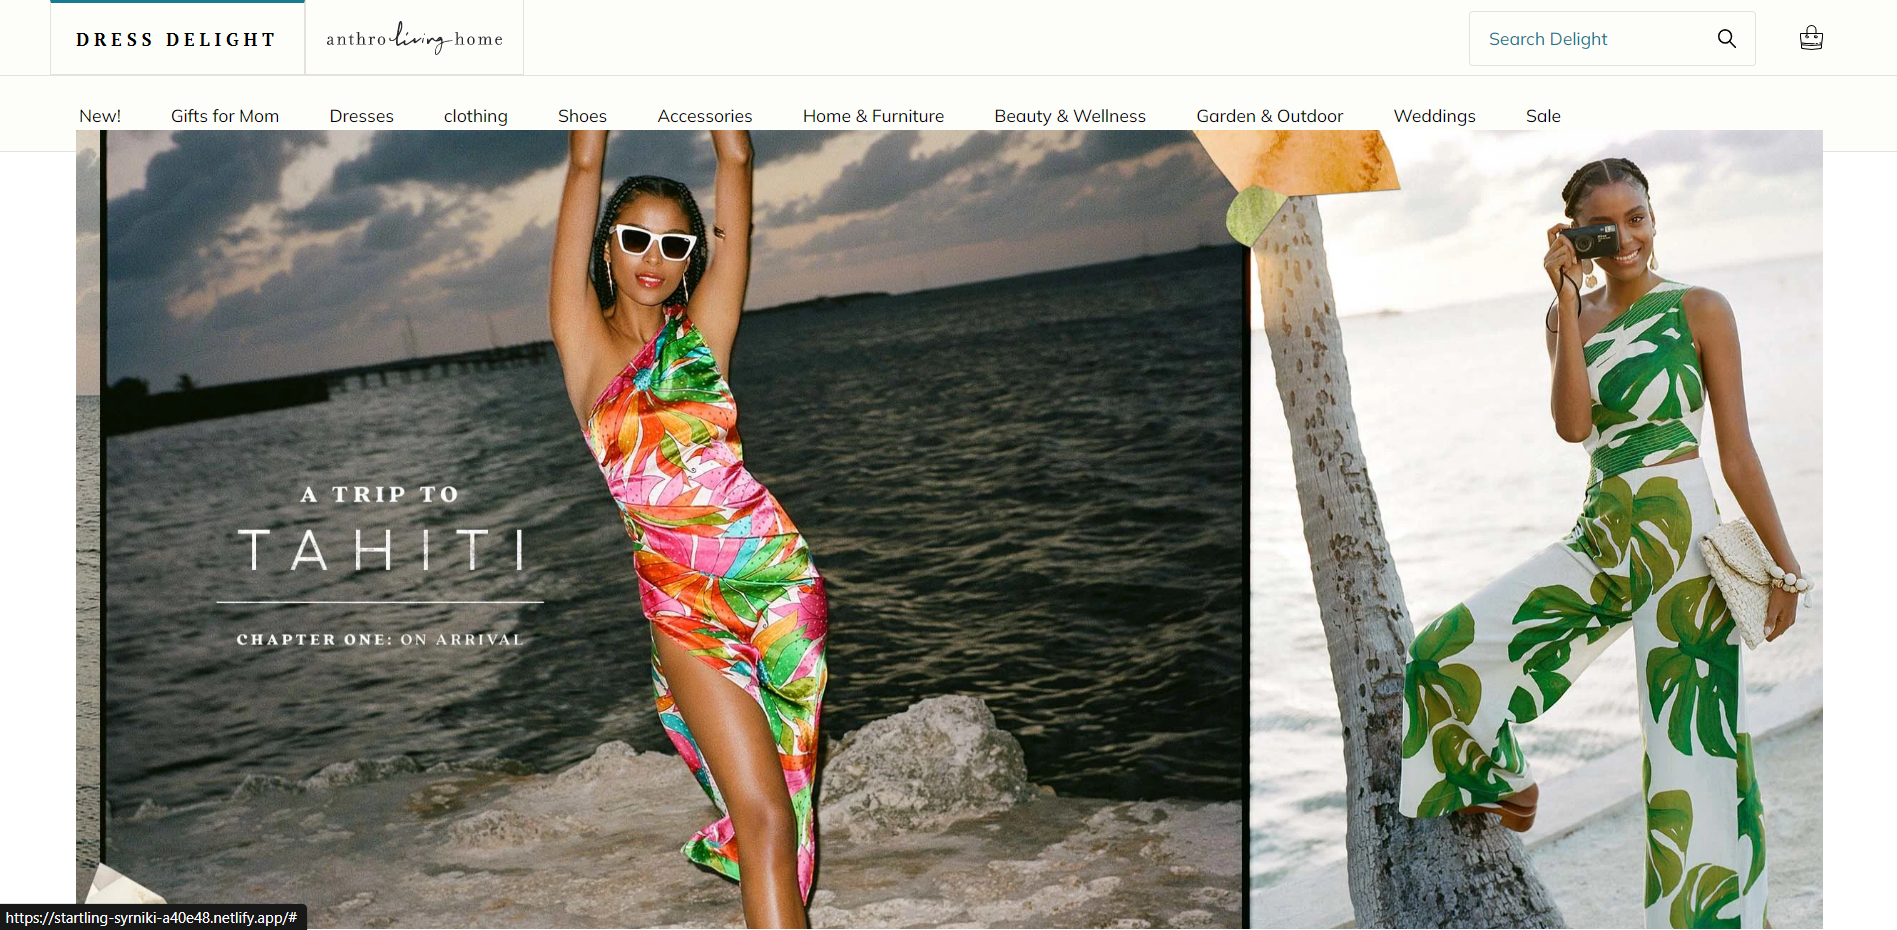 DRESS DELIGHT
anthro living home
Search Delight
New! Gifts for Mom Dresses clothing Shoes Accessories Home & Furniture Beauty & Wellness Garden & Outdoor Weddings Sale
A TRIP TO
TAHITI
CHAPTER ONE: ON ARRIVAL
https://startling-syrniki-a40e48.netlify.app/#